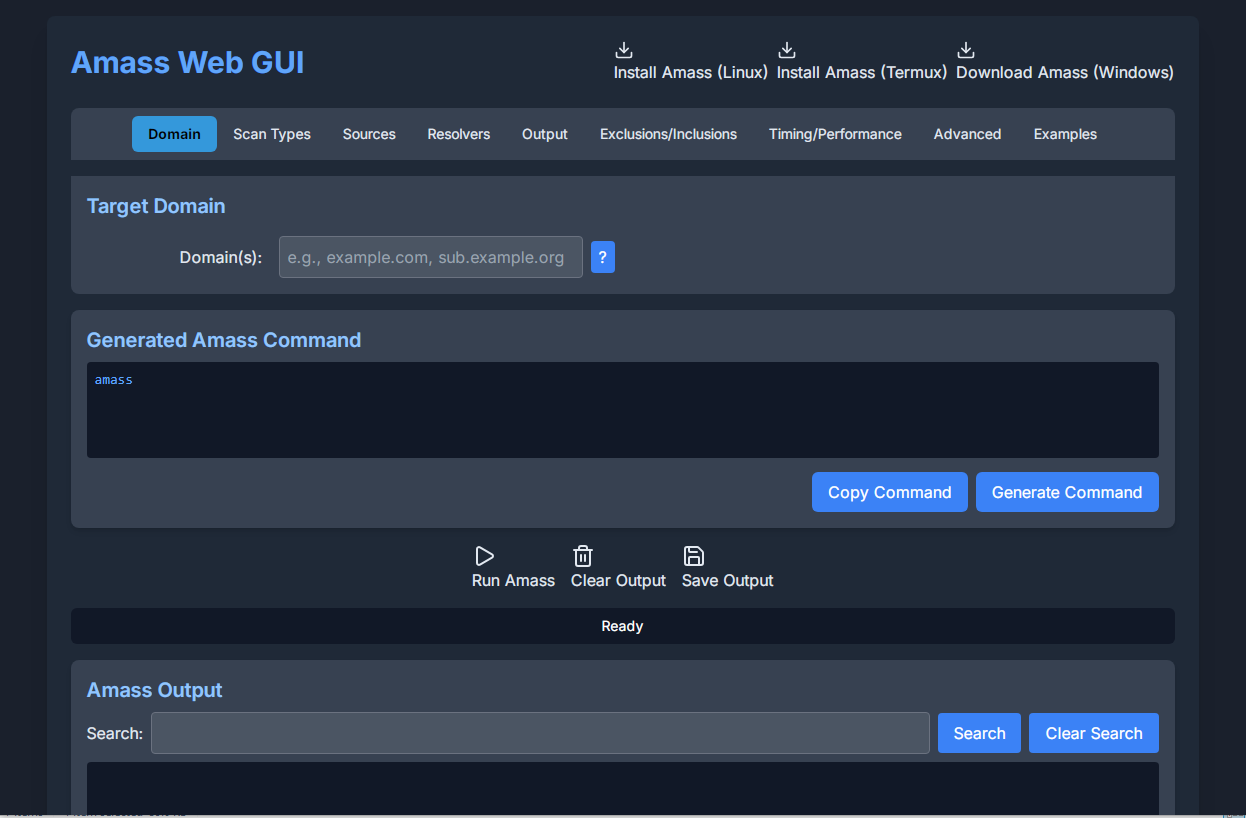 Amass Web GUI
Install Amass (Linux) Install Amass (Termux) Download Amass (Windows)
Domain Scan Types Sources Resolvers Output Exclusions/Inclusions Timing/Performance Advanced Examples
Target Domain
Domain(s): e.g., example.com, sub.example.org ?
Generated Amass Command
amass
Copy Command Generate Command
Run Amass Clear Output Save Output
Ready
Amass Output
Search: Search Clear Search